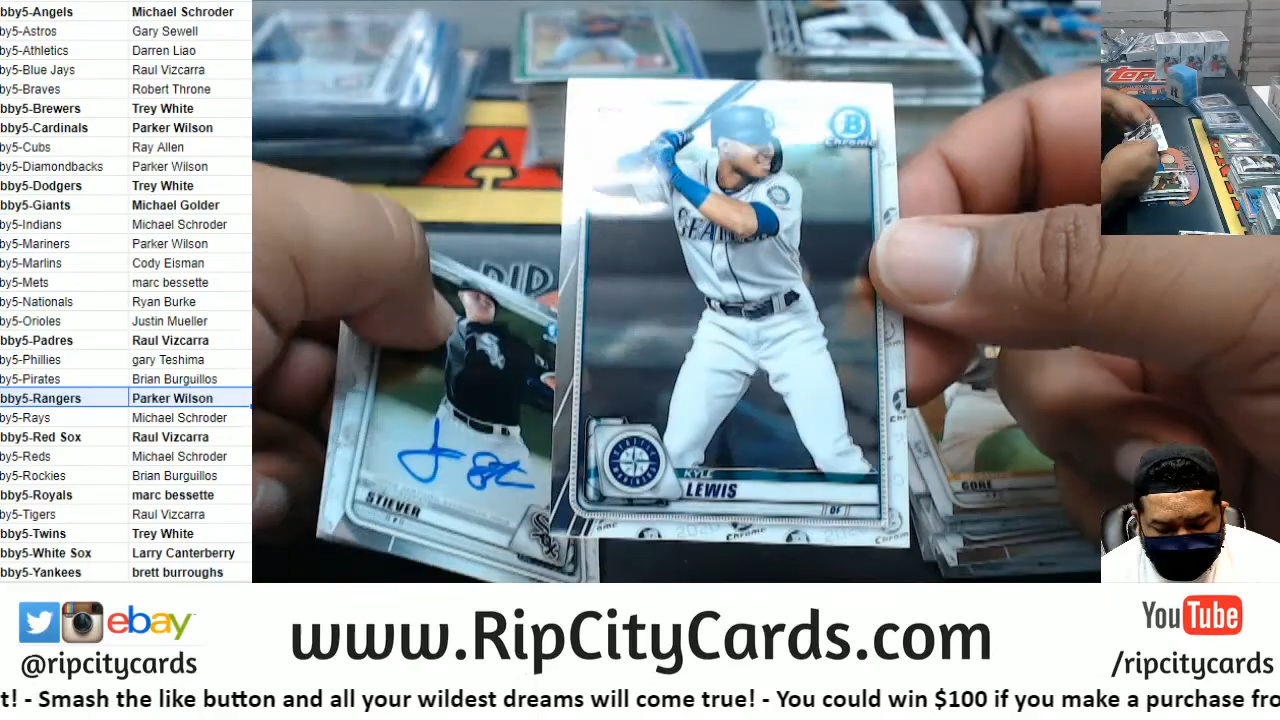 bby5-Angels Michael Schroder
by5-Astros Gary Sewell
by5-Athletics Darren Liao
by5-Blue Jays Raul Vizcarra
by5-Braves Robert Throne
bby5-Brewers Trey White
bby5-Cardinals Parker Wilson
by5-Cubs Ray Allen
by5-Diamondbacks Parker Wilson
bby5-Dodgers Trey White
bby5-Giants Michael Golder
by5-Indians Michael Schroder
by5-Mariners Parker Wilson
by5-Marlins Cody Eisman
by5-Mets marc bessette
by5-Nationals Ryan Burke
by5-Orioles Justin Mueller
bby5-Padres Raul Vizcarra
by5-Phillies gary Teshima
by5-Pirates Brian Burguillos
bby5-Rangers Parker Wilson
by5-Rays Michael Schroder
bby5-Red Sox Raul Vizcarra
by5-Reds Michael Schroder
by5-Rockies Brian Burguillos
bby5-Royals marc bessette
by5-Tigers Raul Vizcarra
bby5-Twins Trey White
bby5-White Sox Larry Canterberry
bby5-Yankees brett burroughs
TOPPS
B
Chrome
SEA
RIP
KYLE
LEWIS
OF
STIEVER
Sox
GORE
Chrome
ebay
@ripcitycards
www.RipCityCards.com
YouTube
/ripcitycards
t! - Smash the like button and all your wildest dreams will come true! - You could win $100 if you make a purchase fro